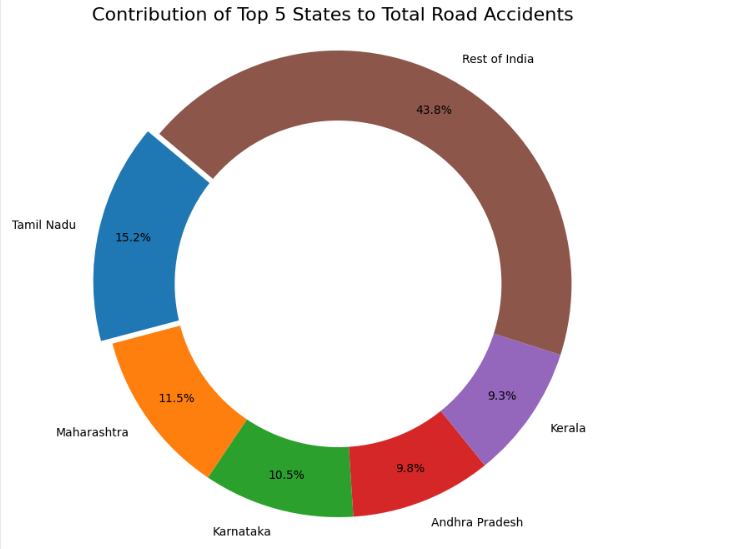 Contribution of Top 5 States to Total Road Accidents
Rest of India
43.8%
Tamil Nadu
15.2%
11.5%
Maharashtra
10.5%
Karnataka
9.8%
Andhra Pradesh
9.3%
Kerala